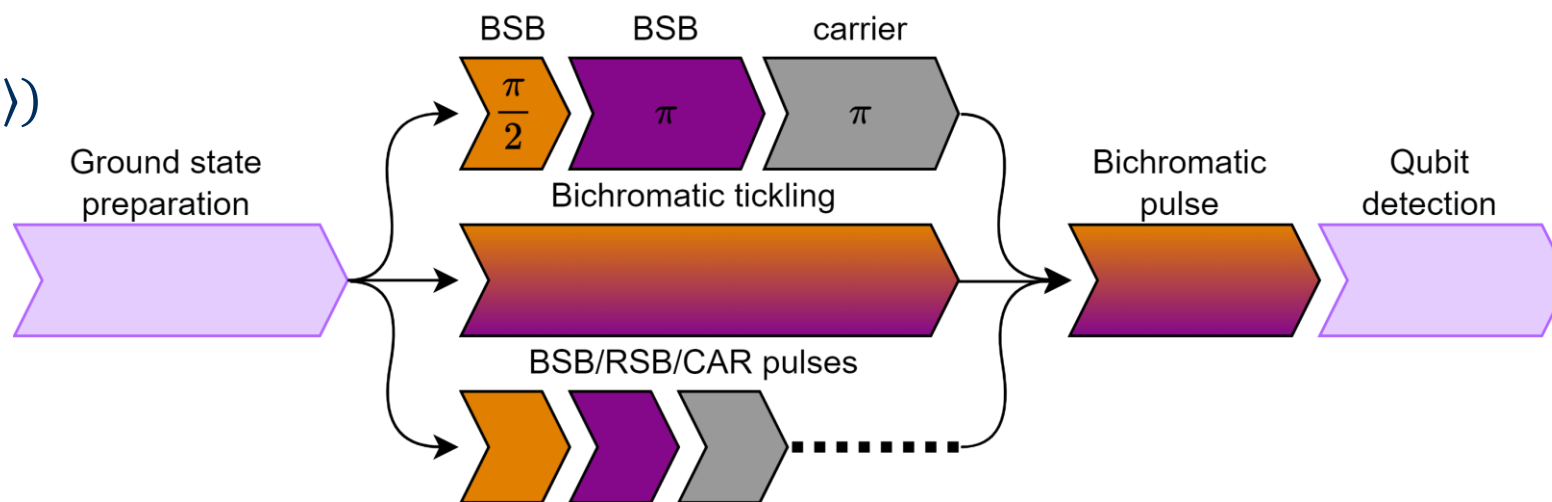 ⟩)
Ground state
preparation
BSB BSB carrier
π/2 π π
Bichromatic tickling
BSB/RSB/CAR pulses
Bichromatic
pulse
Qubit
detection